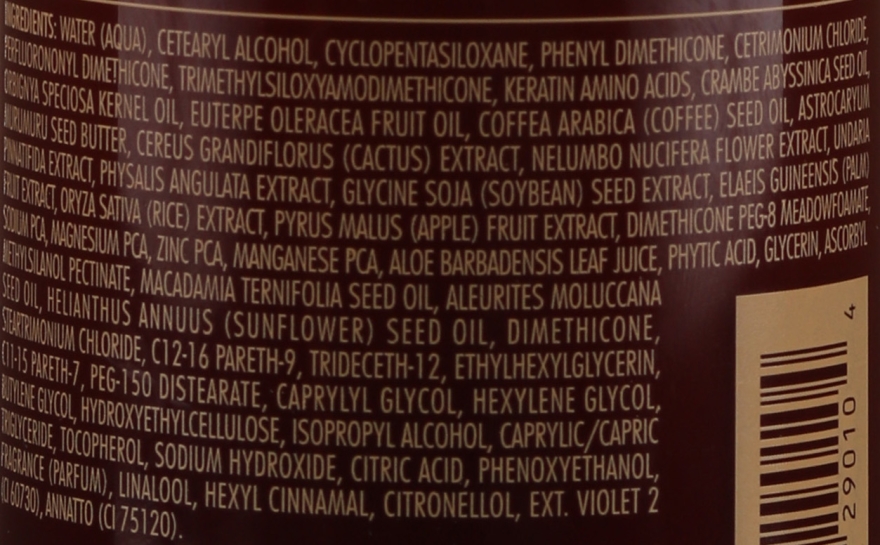 INGREDIENTS: WATER (AQUA), CETEARYL ALCOHOL, CYCLOPENTASILOXANE, PHENYL DIMETHICONE, CETRIMONIUM CHLORIDE,
PERFLUORONONYL DIMETHICONE, TRIMETHYLSILOXYAMODIMETHICONE, KERATIN AMINO ACIDS, CRAMBE ABYSSINICA SEED OIL,
ORBIGNYA SPECIOSA KERNEL OIL, EUTERPE OLERACEA FRUIT OIL, COFFEA ARABICA (COFFEE) SEED OIL, ASTROCARYUM
MURUMURU SEED BUTTER, CEREUS GRANDIFLORUS (CACTUS) EXTRACT, NELUMBO NUCIFERA FLOWER EXTRACT, UNDARIA
PINNATIFIDA EXTRACT, PHYSALIS ANGULATA EXTRACT, GLYCINE SOJA (SOYBEAN) SEED EXTRACT, ELAEIS GUINEENSIS (PALM)
FRUIT EXTRACT, ORYZA SATIVA (RICE) EXTRACT, PYRUS MALUS (APPLE) FRUIT EXTRACT, DIMETHICONE PEG-8 MEADOWFOAMATE,
SODIUM PCA, MAGNESIUM PCA, ZINC PCA, MANGANESE PCA, ALOE BARBADENSIS LEAF JUICE, PHYTIC ACID, GLYCERIN, ASCORBYL
METHYLSILANOL PECTINATE, MACADAMIA TERNIFOLIA SEED OIL, ALEURITES MOLUCCANA
SEED OIL, HELIANTHUS ANNUUS (SUNFLOWER) SEED OIL, DIMETHICONE,
STEARTRIMONIUM CHLORIDE, C12-16 PARETH-9, TRIDECETH-12, ETHYLHEXYLGLYCERIN,
C11-15 PARETH-7, PEG-150 DISTEARATE, CAPRYLYL GLYCOL, HEXYLENE GLYCOL,
BUTYLENE GLYCOL, HYDROXYETHYLCELLULOSE, ISOPROPYL ALCOHOL, CAPRYLIC/CAPRIC
TRIGLYCERIDE, TOCOPHEROL, SODIUM HYDROXIDE, CITRIC ACID, PHENOXYETHANOL,
FRAGRANCE (PARFUM), LINALOOL, HEXYL CINNAMAL, CITRONELLOL, EXT. VIOLET 2
(CI 60730), ANNATTO (CI 75120).
29010 4